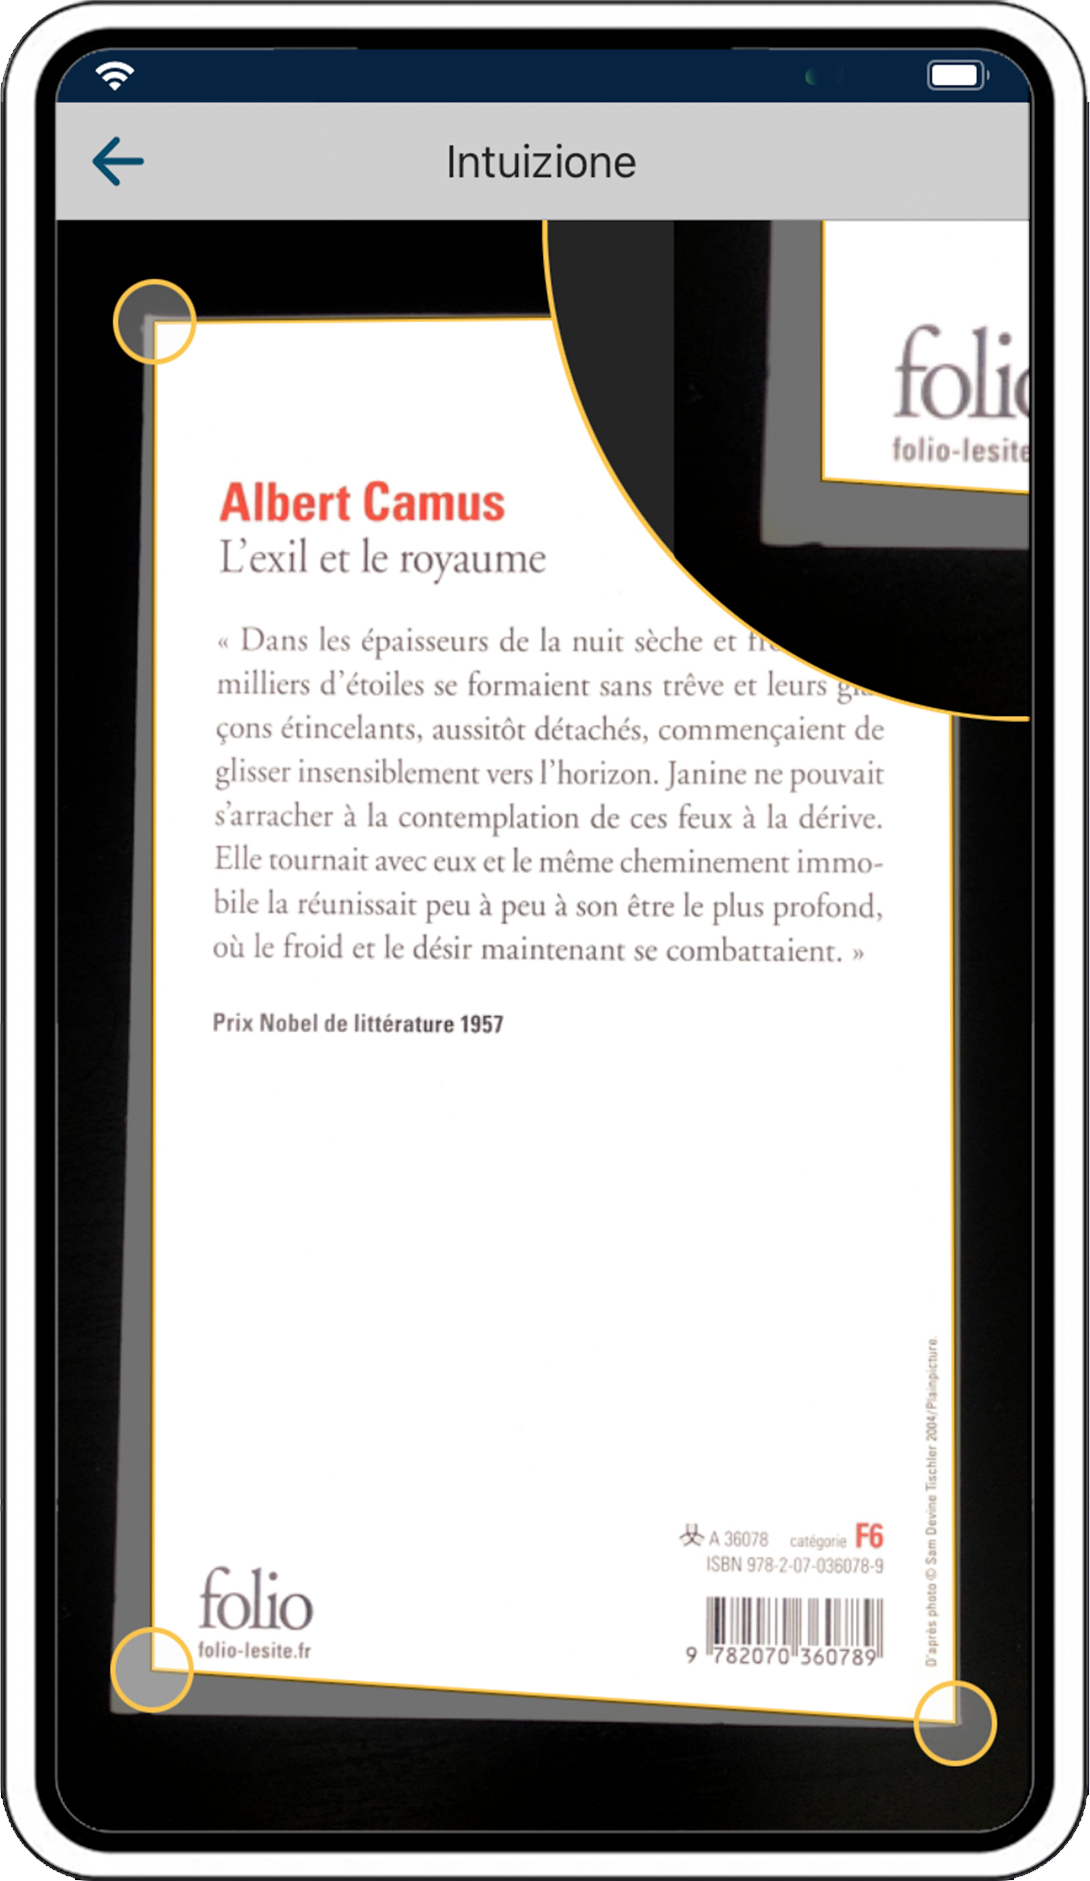 Intuizione
folio
folio-lesite
Albert Camus
L'exil et le royaume
« Dans les épaisseurs de la nuit sèche et
milliers d'étoiles se formaient sans trêve et leurs
çons étincelants, aussitôt détachés, commençaient de
glisser insensiblement vers l'horizon. Janine ne pouvait
s'arracher à la contemplation de ces feux à la dérive.
Elle tournait avec eux et le même cheminement immo-
bile la réunissait peu à peu à son être le plus profond,
où le froid et le désir maintenant se combattaient. »
Prix Nobel de littérature 1957
D'après photo © Sam Devine Tischler 2004/Plainpicture.
A 36078 catégorie F6
ISBN 978-2-07-036078-9
folio
folio-lesite.fr
9 782070 360789